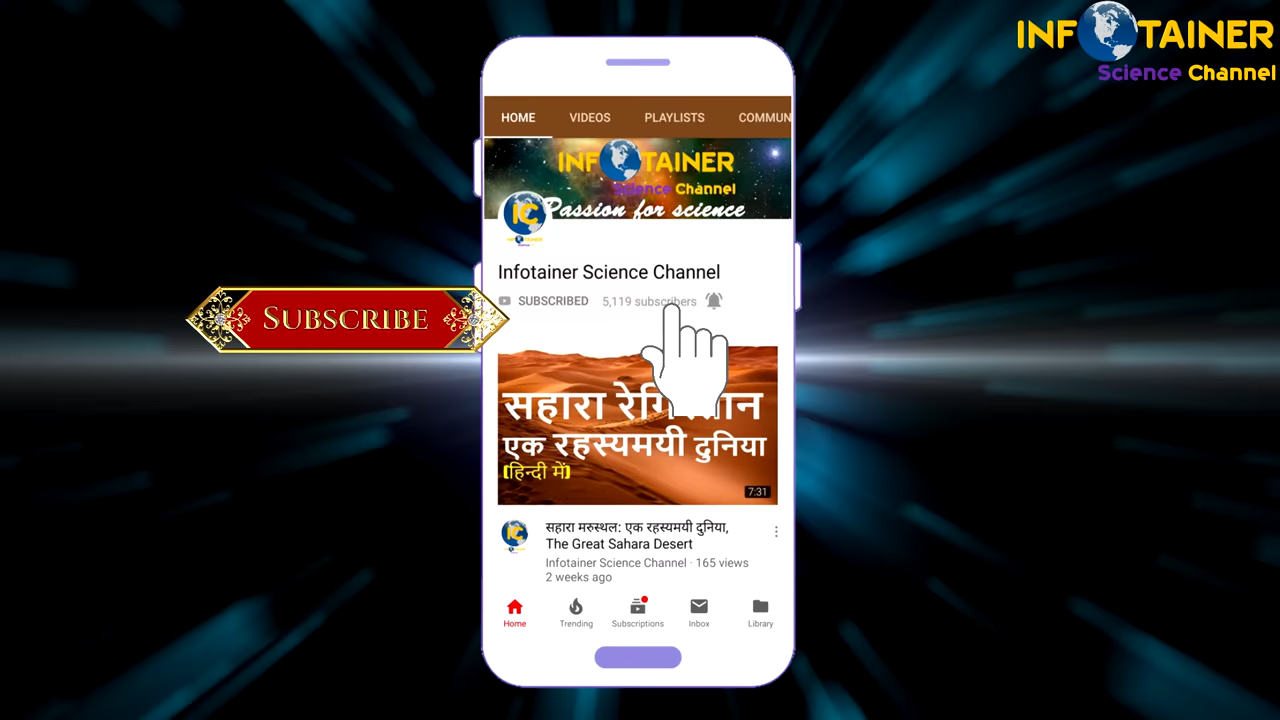 INFOTAINER
Science Channel
HOME VIDEOS PLAYLISTS COMMUN
INFOTAINER
Science Channel
Passion for science
IC
Infotainer Science Channel
SUBSCRIBED 5,119 subscribers
SUBSCRIBE
सहारा रेगिस्तान
एक रहस्यमयी दुनिया
(हिन्दी में)
7:31
IC
सहारा मरुस्थल: एक रहस्यमयी दुनिया,
The Great Sahara Desert
Infotainer Science Channel · 165 views
2 weeks ago
Home Trending Subscriptions Inbox Library